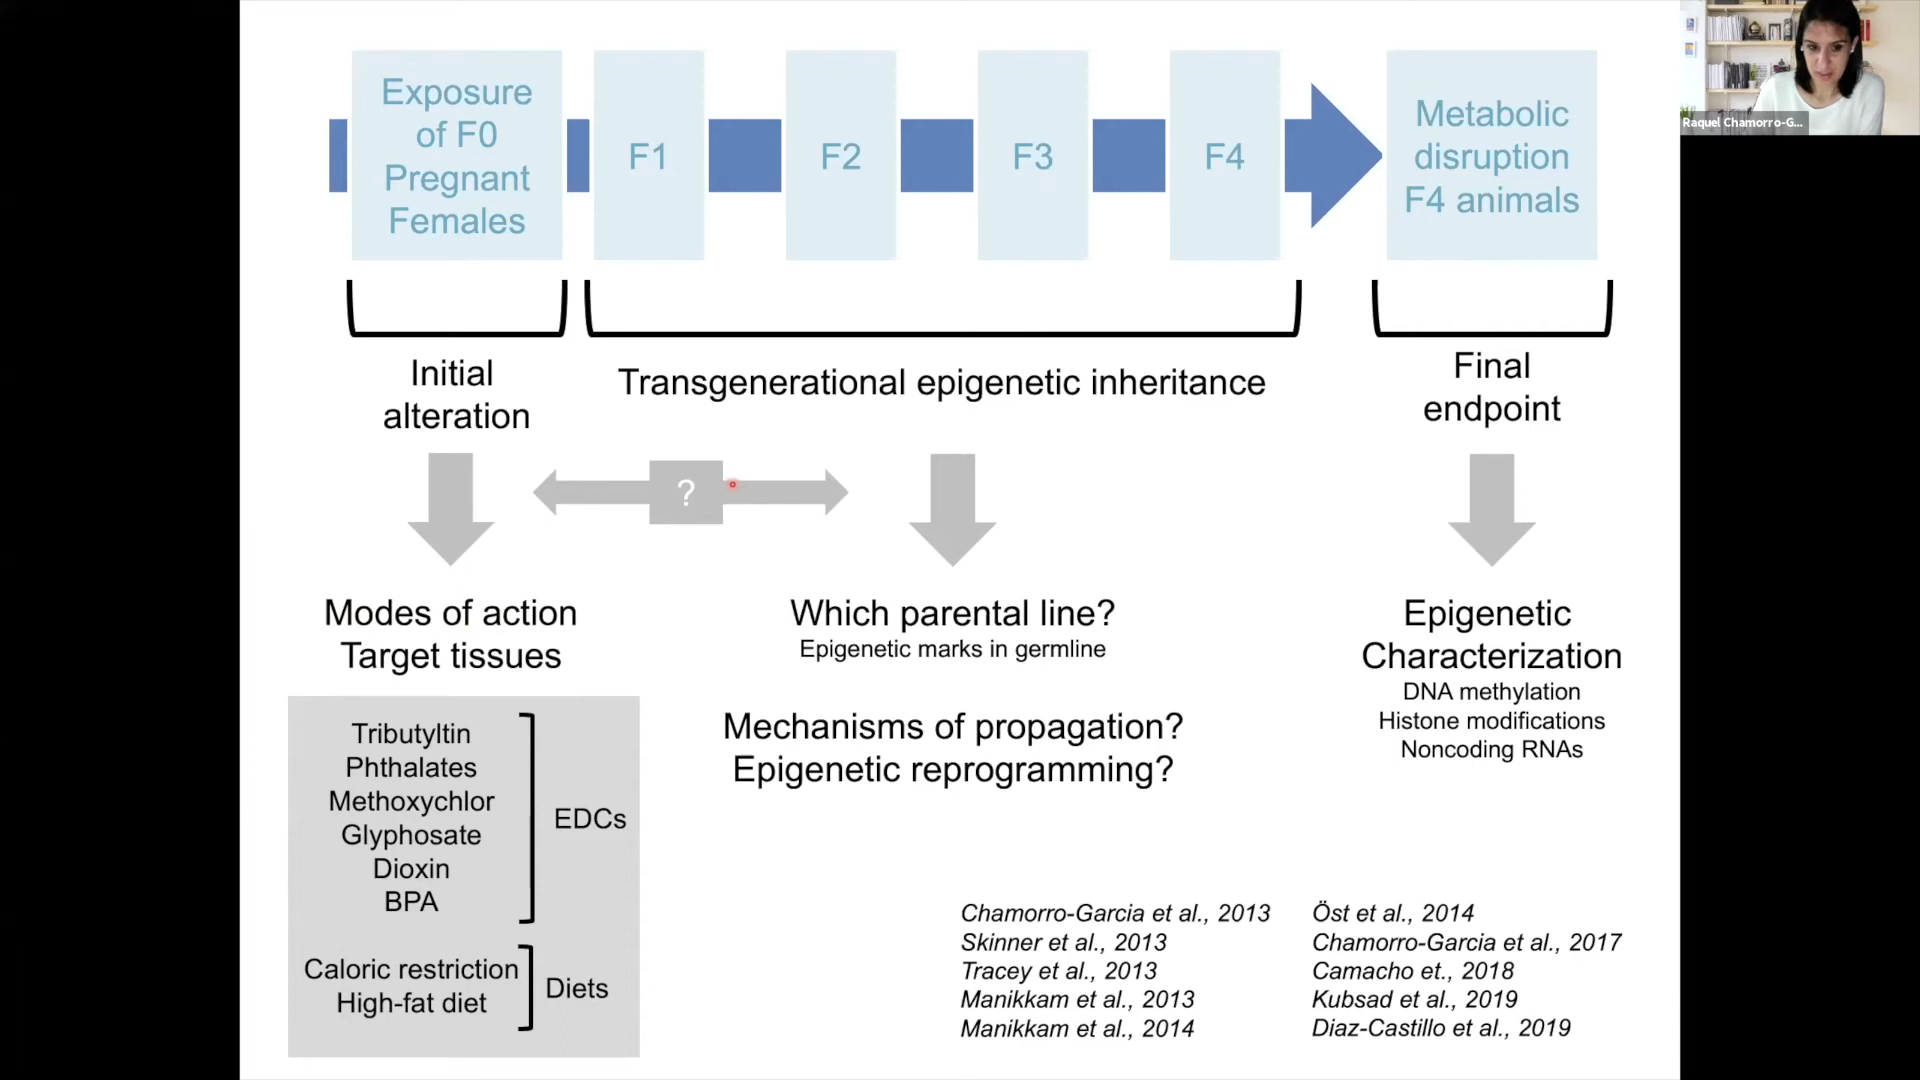 Exposure
of F0
Pregnant
Females
F1
F2
F3
F4
Metabolic
disruption
F4 animals
Raquel Chamorro-G...
Initial
alteration
Transgenerational epigenetic inheritance
Final
endpoint
?
Modes of action
Target tissues
Which parental line?
Epigenetic marks in germline
Mechanisms of propagation?
Epigenetic reprogramming?
Epigenetic
Characterization
DNA methylation
Histone modifications
Noncoding RNAs
Tributyltin
Phthalates
Methoxychlor
Glyphosate
Dioxin
BPA
EDCs
Caloric restriction
High-fat diet
Diets
Chamorro-Garcia et al., 2013
Skinner et al., 2013
Tracey et al., 2013
Manikkam et al., 2013
Manikkam et al., 2014
Öst et al., 2014
Chamorro-Garcia et al., 2017
Camacho et., 2018
Kubsad et al., 2019
Diaz-Castillo et al., 2019